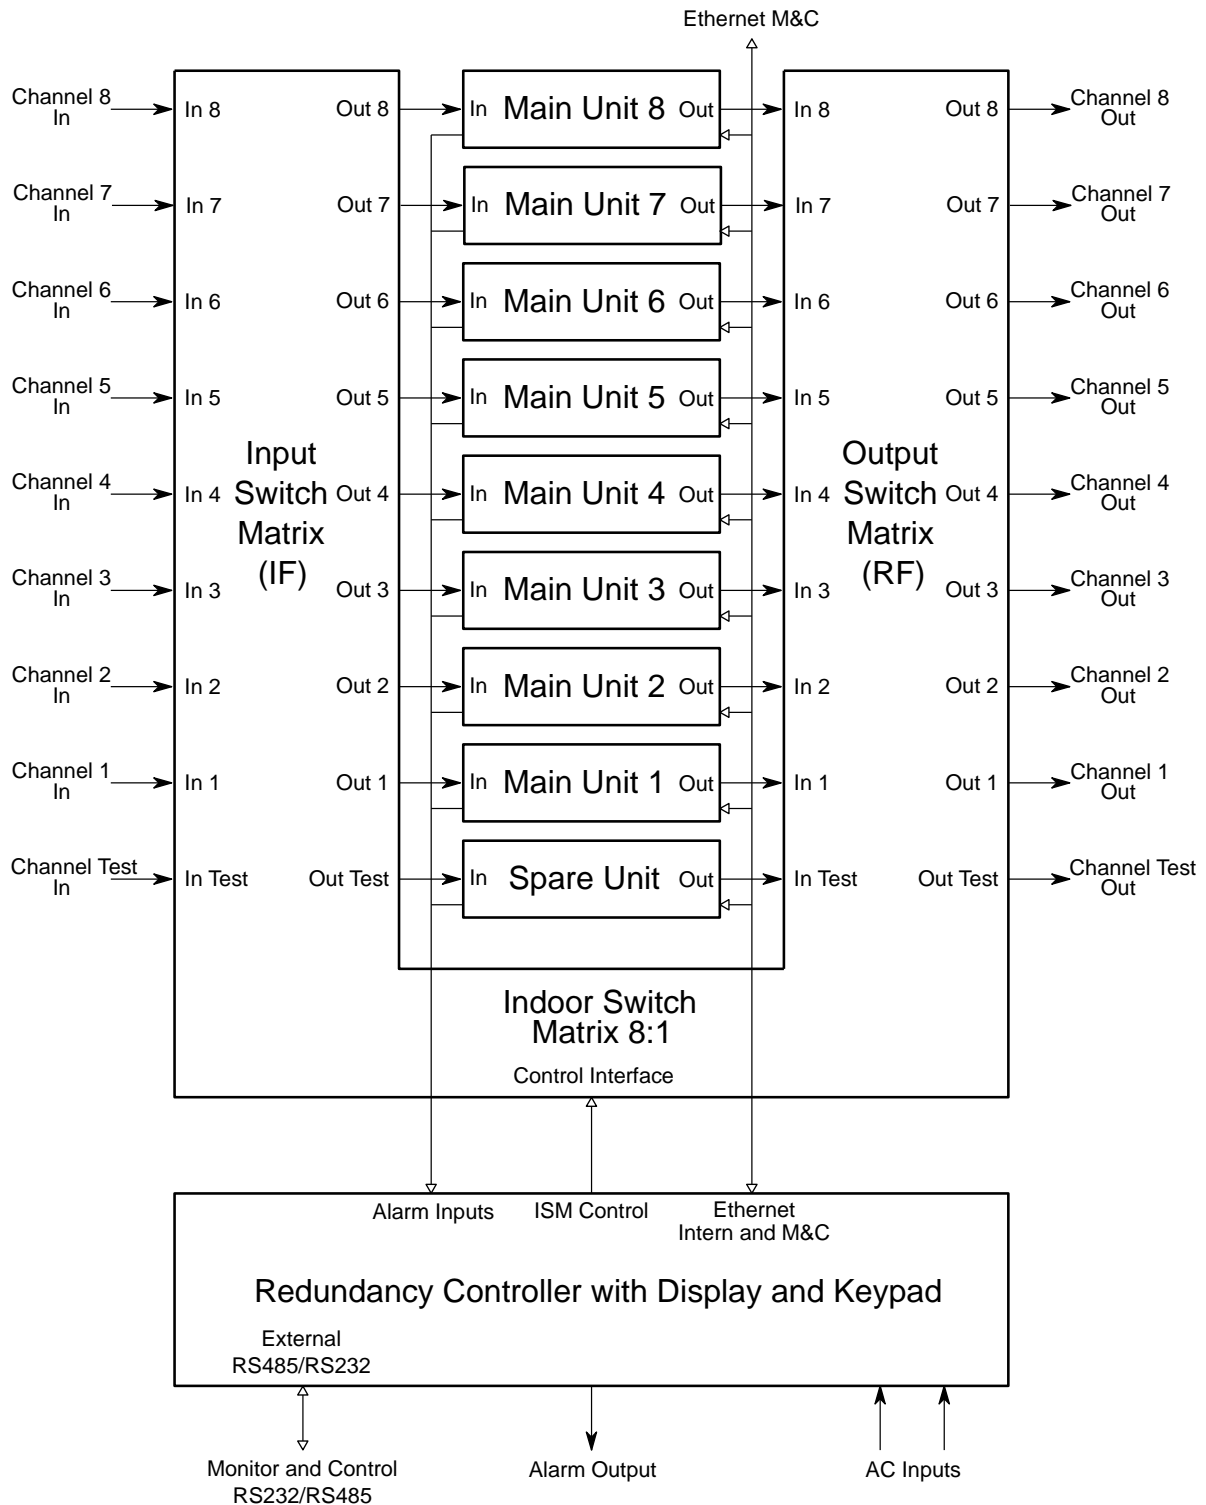 Ethernet M&C
Channel 8
In
In 8
Out 8
In
Main Unit 8
Out
In 8
Out 8
Channel 8
Out
Channel 7
In
In 7
Out 7
In
Main Unit 7
Out
In 7
Out 7
Channel 7
Out
Channel 6
In
In 6
Out 6
In
Main Unit 6
Out
In 6
Out 6
Channel 6
Out
Channel 5
In
In 5
Out 5
In
Main Unit 5
Out
In 5
Out 5
Channel 5
Out
Input
Switch
Matrix
(IF)
Output
Switch
Matrix
(RF)
Channel 4
In
In 4
Out 4
In
Main Unit 4
Out
In 4
Out 4
Channel 4
Out
Channel 3
In
In 3
Out 3
In
Main Unit 3
Out
In 3
Out 3
Channel 3
Out
Channel 2
In
In 2
Out 2
In
Main Unit 2
Out
In 2
Out 2
Channel 2
Out
Channel 1
In
In 1
Out 1
In
Main Unit 1
Out
In 1
Out 1
Channel 1
Out
Channel Test
In
In Test
Out Test
In
Spare Unit
Out
In Test
Out Test
Channel Test
Out
Indoor Switch
Matrix 8:1
Control Interface
Alarm Inputs
ISM Control
Ethernet
Intern and M&C
Redundancy Controller with Display and Keypad
External
RS485/RS232
Monitor and Control
RS232/RS485
Alarm Output
AC Inputs